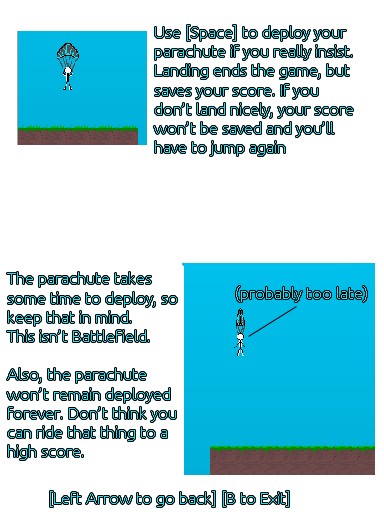 Use [Space] to deploy your
parachute if you really insist.
Landing ends the game, but
saves your score. If you
don't land nicely, your score
won't be saved and you'll
have to jump again
The parachute takes
some time to deploy, so
keep that in mind.
This isn't Battlefield.
Also, the parachute
won't remain deployed
forever. Don't think you
can ride that thing to a
high score.
(probably too late)
[Left Arrow to go back] [B to Exit]